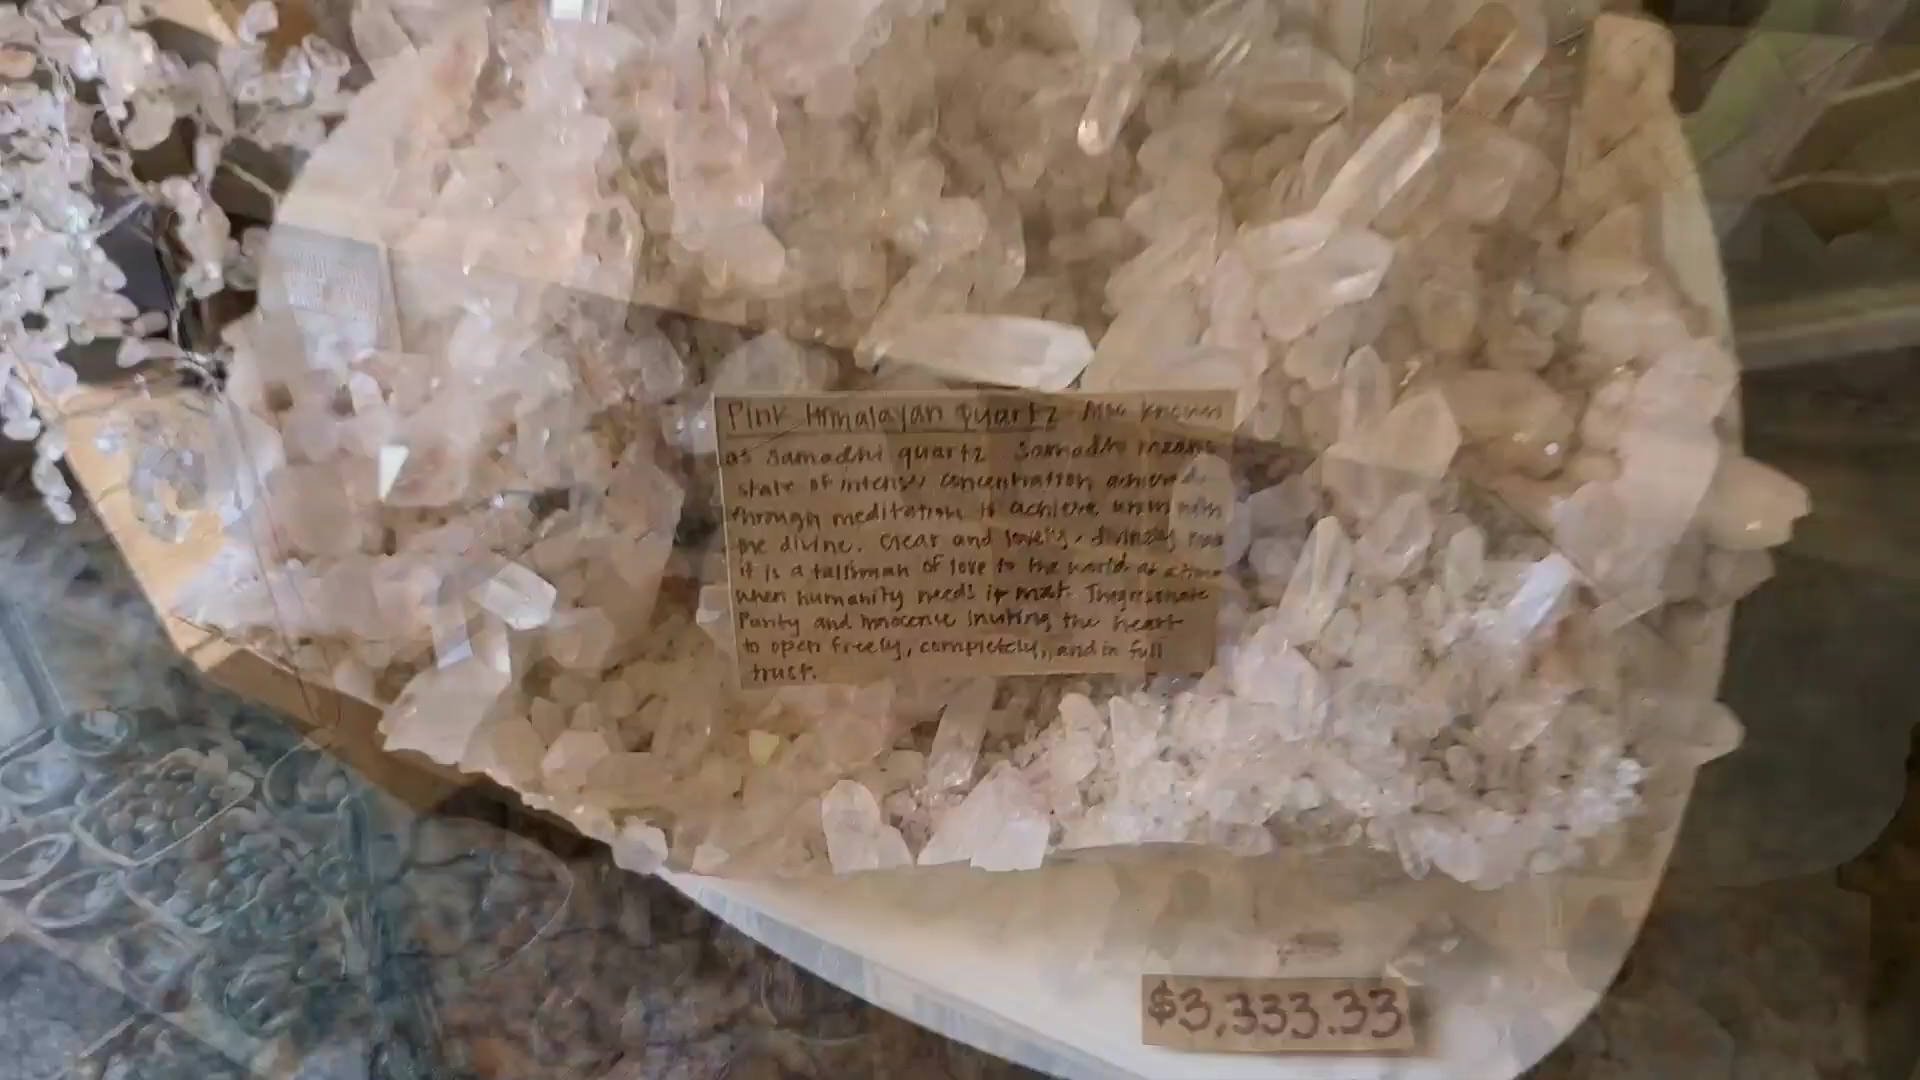 Pink Himalayan Quartz Also known
as Samadhi quartz. Samadhi means
state of intense concentration achieved
through meditation to achieve union with
the divine. Clear and lovely, divinely
it is a talisman of love to the world at a time
when humanity needs it most.
Purity and innocence inviting the heart
to open freely, completely, and in full
trust.
$3,333.33